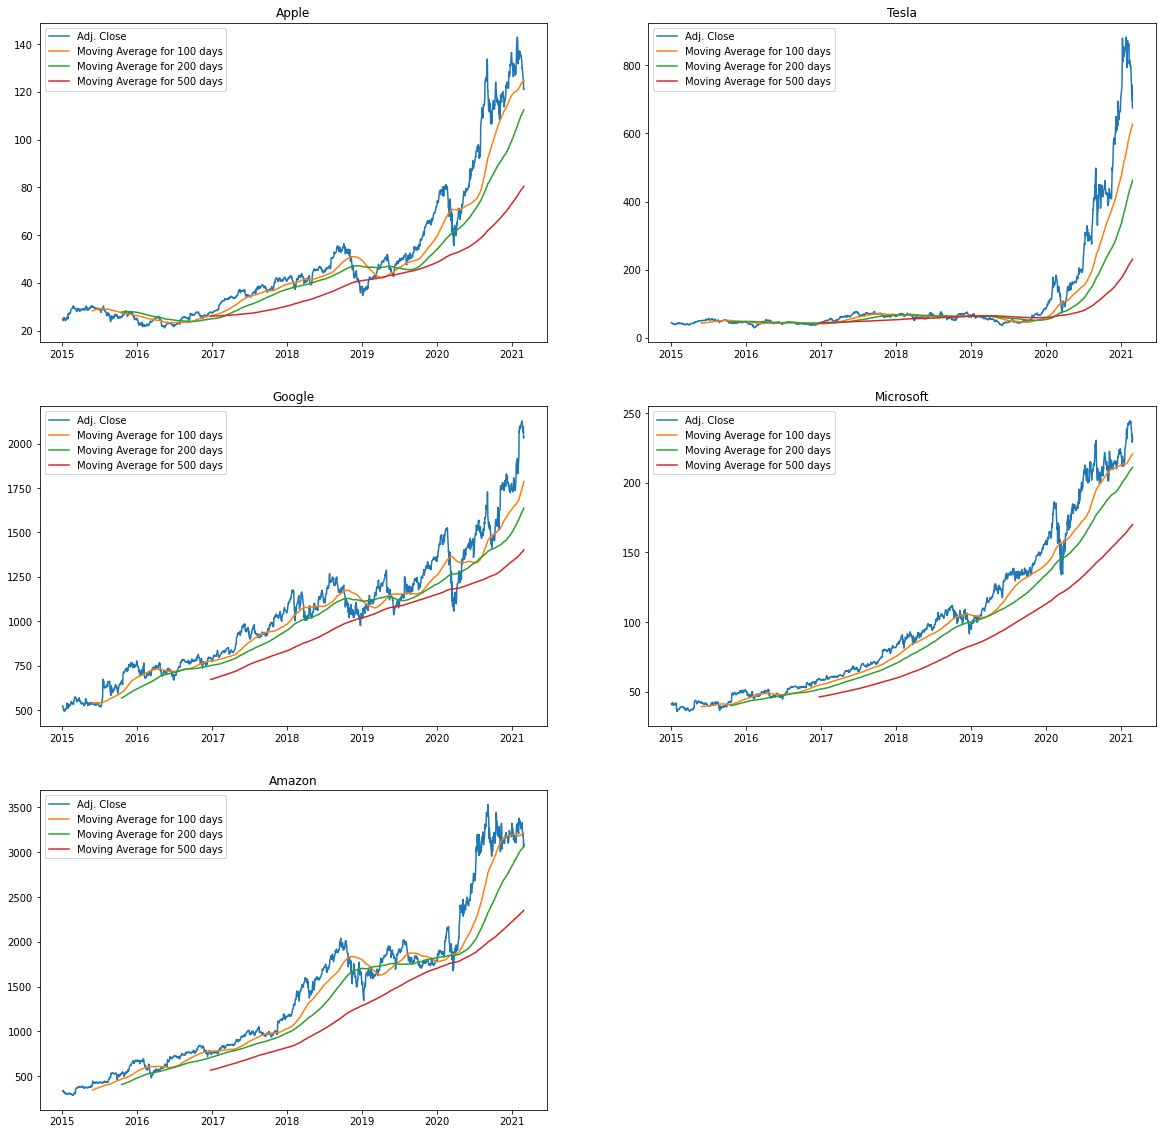 Apple
Adj. Close
Moving Average for 100 days
Moving Average for 200 days
Moving Average for 500 days
140
120
100
80
60
40
20
2015 2016 2017 2018 2019 2020 2021
Tesla
Adj. Close
Moving Average for 100 days
Moving Average for 200 days
Moving Average for 500 days
800
600
400
200
0
2015 2016 2017 2018 2019 2020 2021
Google
Adj. Close
Moving Average for 100 days
Moving Average for 200 days
Moving Average for 500 days
2000
1750
1500
1250
1000
750
500
2015 2016 2017 2018 2019 2020 2021
Microsoft
Adj. Close
Moving Average for 100 days
Moving Average for 200 days
Moving Average for 500 days
250
200
150
100
50
2015 2016 2017 2018 2019 2020 2021
Amazon
Adj. Close
Moving Average for 100 days
Moving Average for 200 days
Moving Average for 500 days
3500
3000
2500
2000
1500
1000
500
2015 2016 2017 2018 2019 2020 2021